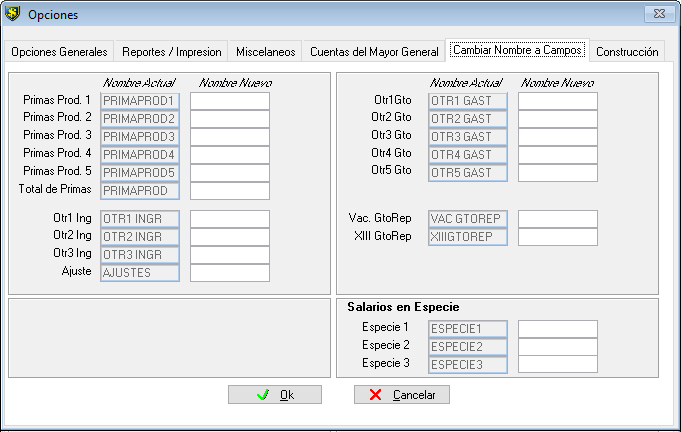 Opciones
Opciones Generales Reportes / Impresion Miscelaneos Cuentas del Mayor General Cambiar Nombre a Campos Construcción
Nombre Actual Nombre Nuevo
Primas Prod. 1 PRIMAPROD1
Primas Prod. 2 PRIMAPROD2
Primas Prod. 3 PRIMAPROD3
Primas Prod. 4 PRIMAPROD4
Primas Prod. 5 PRIMAPROD5
Total de Primas PRIMAPROD
Otr1 Ing OTR1 INGR
Otr2 Ing OTR2 INGR
Otr3 Ing OTR3 INGR
Ajuste AJUSTES
Nombre Actual Nombre Nuevo
Otr1Gto OTR1 GAST
Otr2 Gto OTR2 GAST
Otr3 Gto OTR3 GAST
Otr4 Gto OTR4 GAST
Otr5 Gto OTR5 GAST
Vac. GtoRep VAC GTOREP
XIII GtoRep XIIIGTOREP
Salarios en Especie
Especie 1 ESPECIE1
Especie 2 ESPECIE2
Especie 3 ESPECIE3
Ok Cancelar